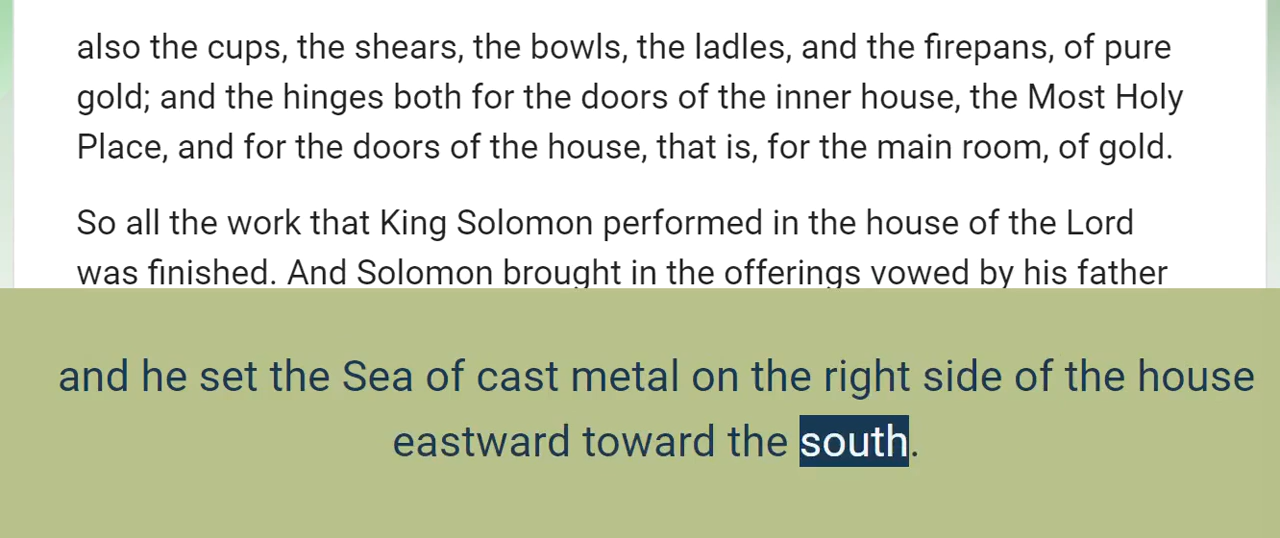 also the cups, the shears, the bowls, the ladles, and the firepans, of pure
gold; and the hinges both for the doors of the inner house, the Most Holy
Place, and for the doors of the house, that is, for the main room, of gold.
So all the work that King Solomon performed in the house of the Lord
was finished. And Solomon brought in the offerings vowed by his father
and he set the Sea of cast metal on the right side of the house
eastward toward the south.